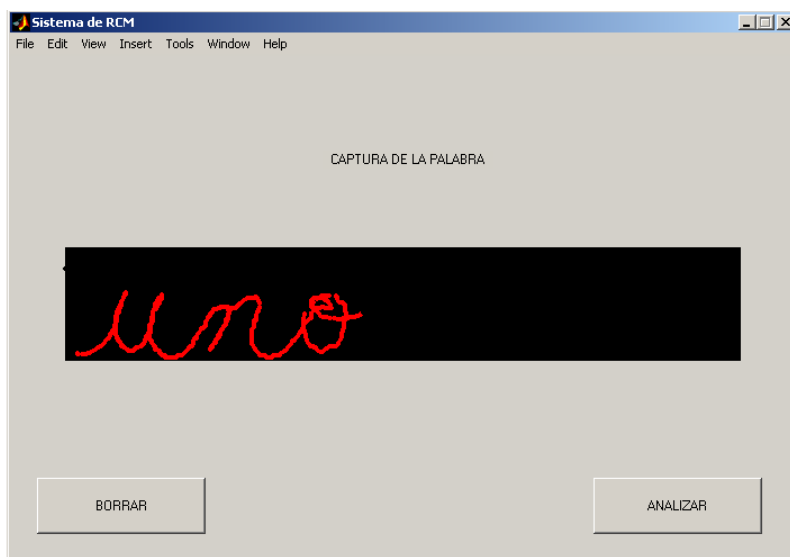 Sistema de RCM
File Edit View Insert Tools Window Help
CAPTURA DE LA PALABRA
uno
BORRAR ANALIZAR